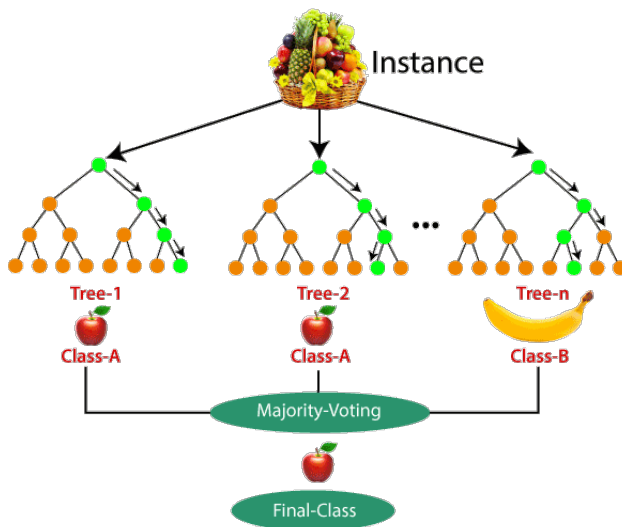 Instance
•••
Tree-1
Tree-2
Tree-n
Class-A
Class-A
Class-B
Majority-Voting
Final-Class